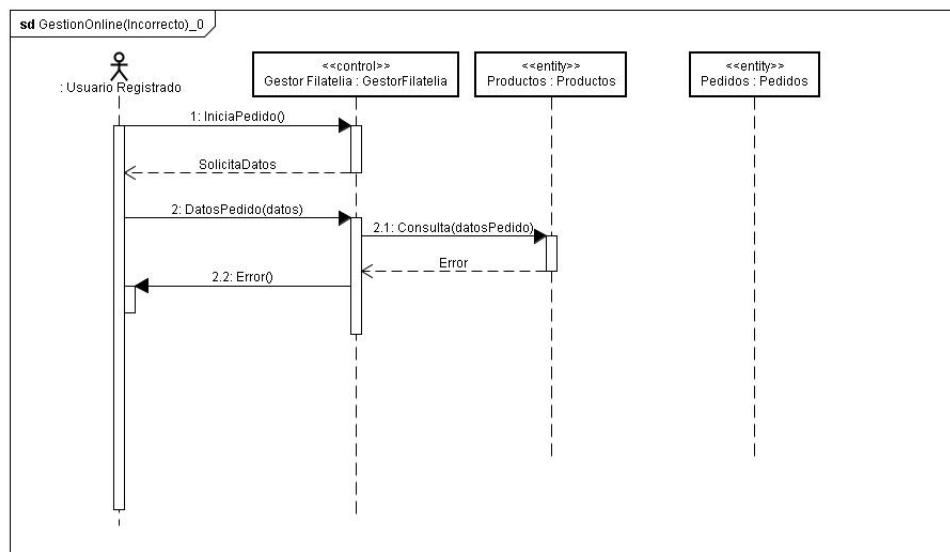 sd GestionOnline(Incorrecto)_0
: Usuario Registrado
<<control>>
Gestor Filatelia : GestorFilatelia
<<entity>>
Productos : Productos
<<entity>>
Pedidos : Pedidos
1: IniciaPedido()
SolicitaDatos
2: DatosPedido(datos)
2.1: Consulta(datosPedido)
Error
2.2: Error()